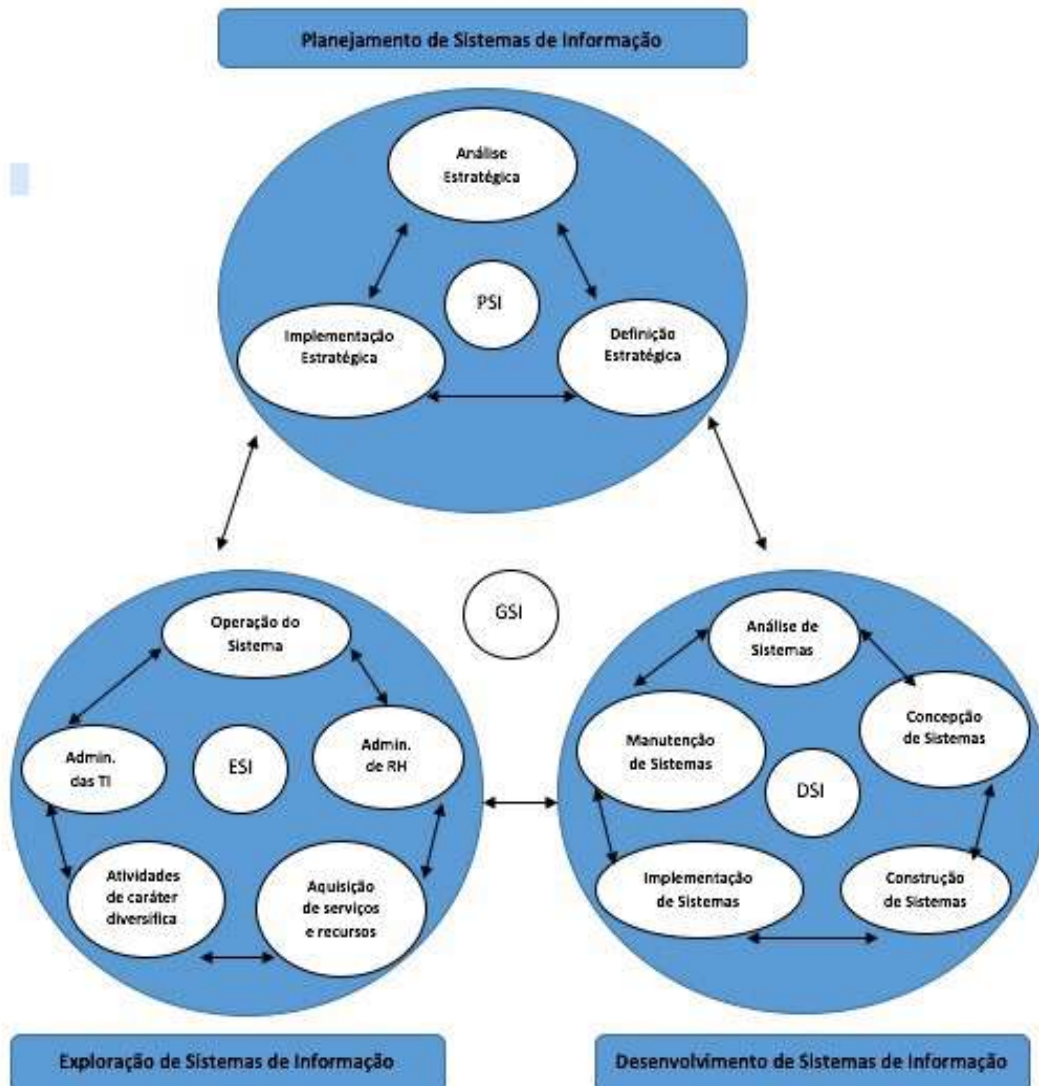 Planejamento de Sistemas de Informação
Análise
Estratégica
PSI
Implementação
Estratégica
Definição
Estratégica
GSI
Operação do
Sistema
Admin.
das TI
ESI
Admin.
de RH
Atividades
de caráter
diversifica
Aquisição
de serviços
e recursos
Análise de
Sistemas
Manutenção
de Sistemas
Concepção
de Sistemas
DSI
Implementação
de Sistemas
Construção
de Sistemas
Exploração de Sistemas de Informação
Desenvolvimento de Sistemas de Informação